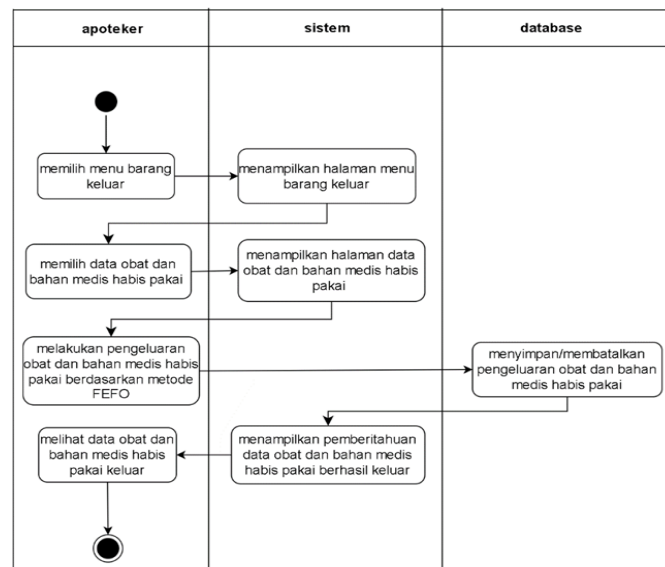 apoteker
sistem
database
memilih menu barang
keluar
menampilkan halaman menu
barang keluar
memilih data obat dan
bahan medis habis pakai
menampilkan halaman data
obat dan bahan medis habis
pakai
melakukan pengeluaran
obat dan bahan medis habis
pakai berdasarkan metode
FEFO
menyimpan/membatalkan
pengeluaran obat dan bahan
medis habis pakai
menampilkan pemberitahuan
data obat dan bahan medis
habis pakai berhasil keluar
melihat data obat dan
bahan medis habis
pakai keluar